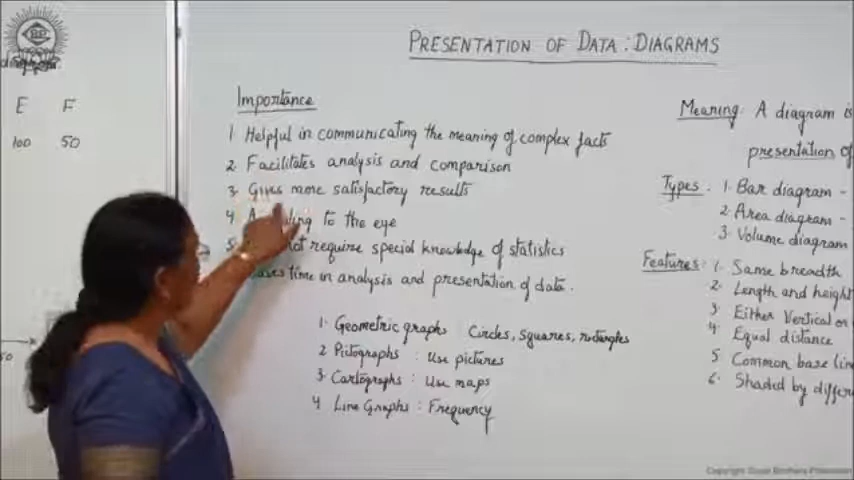 PRESENTATION OF DATA : DIAGRAMS
E F
100 50
Importance
1 Helpful in communicating the meaning of complex facts
2. Facilitates analysis and comparison
3. Gives more satisfactory results
4 to the eye
5. not require special knowledge of statistics
time in analysis and presentation of data.
1. Geometric graphs : Circles, squares, rectangles
2 Pictographs : Use pictures
3. Cartographs : Use maps
4 Line Graphs : Frequency
Meaning: A diagram is
presentation of
Types : 1. Bar diagram -
2. Area diagram -
3. Volume diagram
Features: 1. Same breadth
2. Length and height
3. Either Vertical or
4. Equal distance
5. Common base
6. Shaded by
50